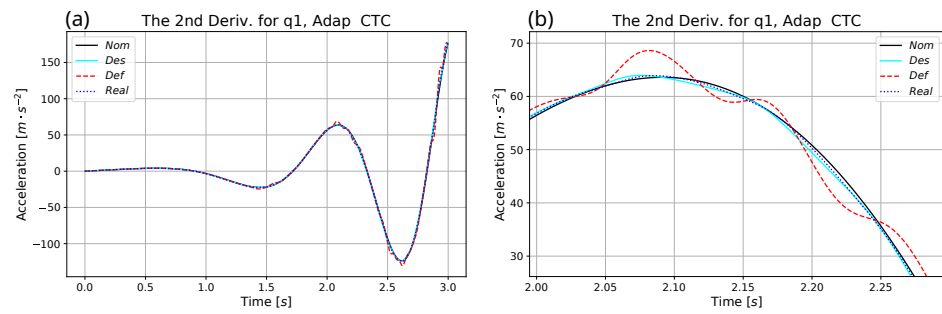 (a)
The 2nd Deriv. for q1, Adap CTC
Nom
Des
Def
Real
150
100
50
0
−50
−100
Acceleration [m · s⁻²]
0.0 0.5 1.0 1.5 2.0 2.5 3.0
Time [s]
(b)
The 2nd Deriv. for q1, Adap CTC
Nom
Des
Def
Real
70
60
50
40
30
Acceleration [m · s⁻²]
2.00 2.05 2.10 2.15 2.20 2.25
Time [s]